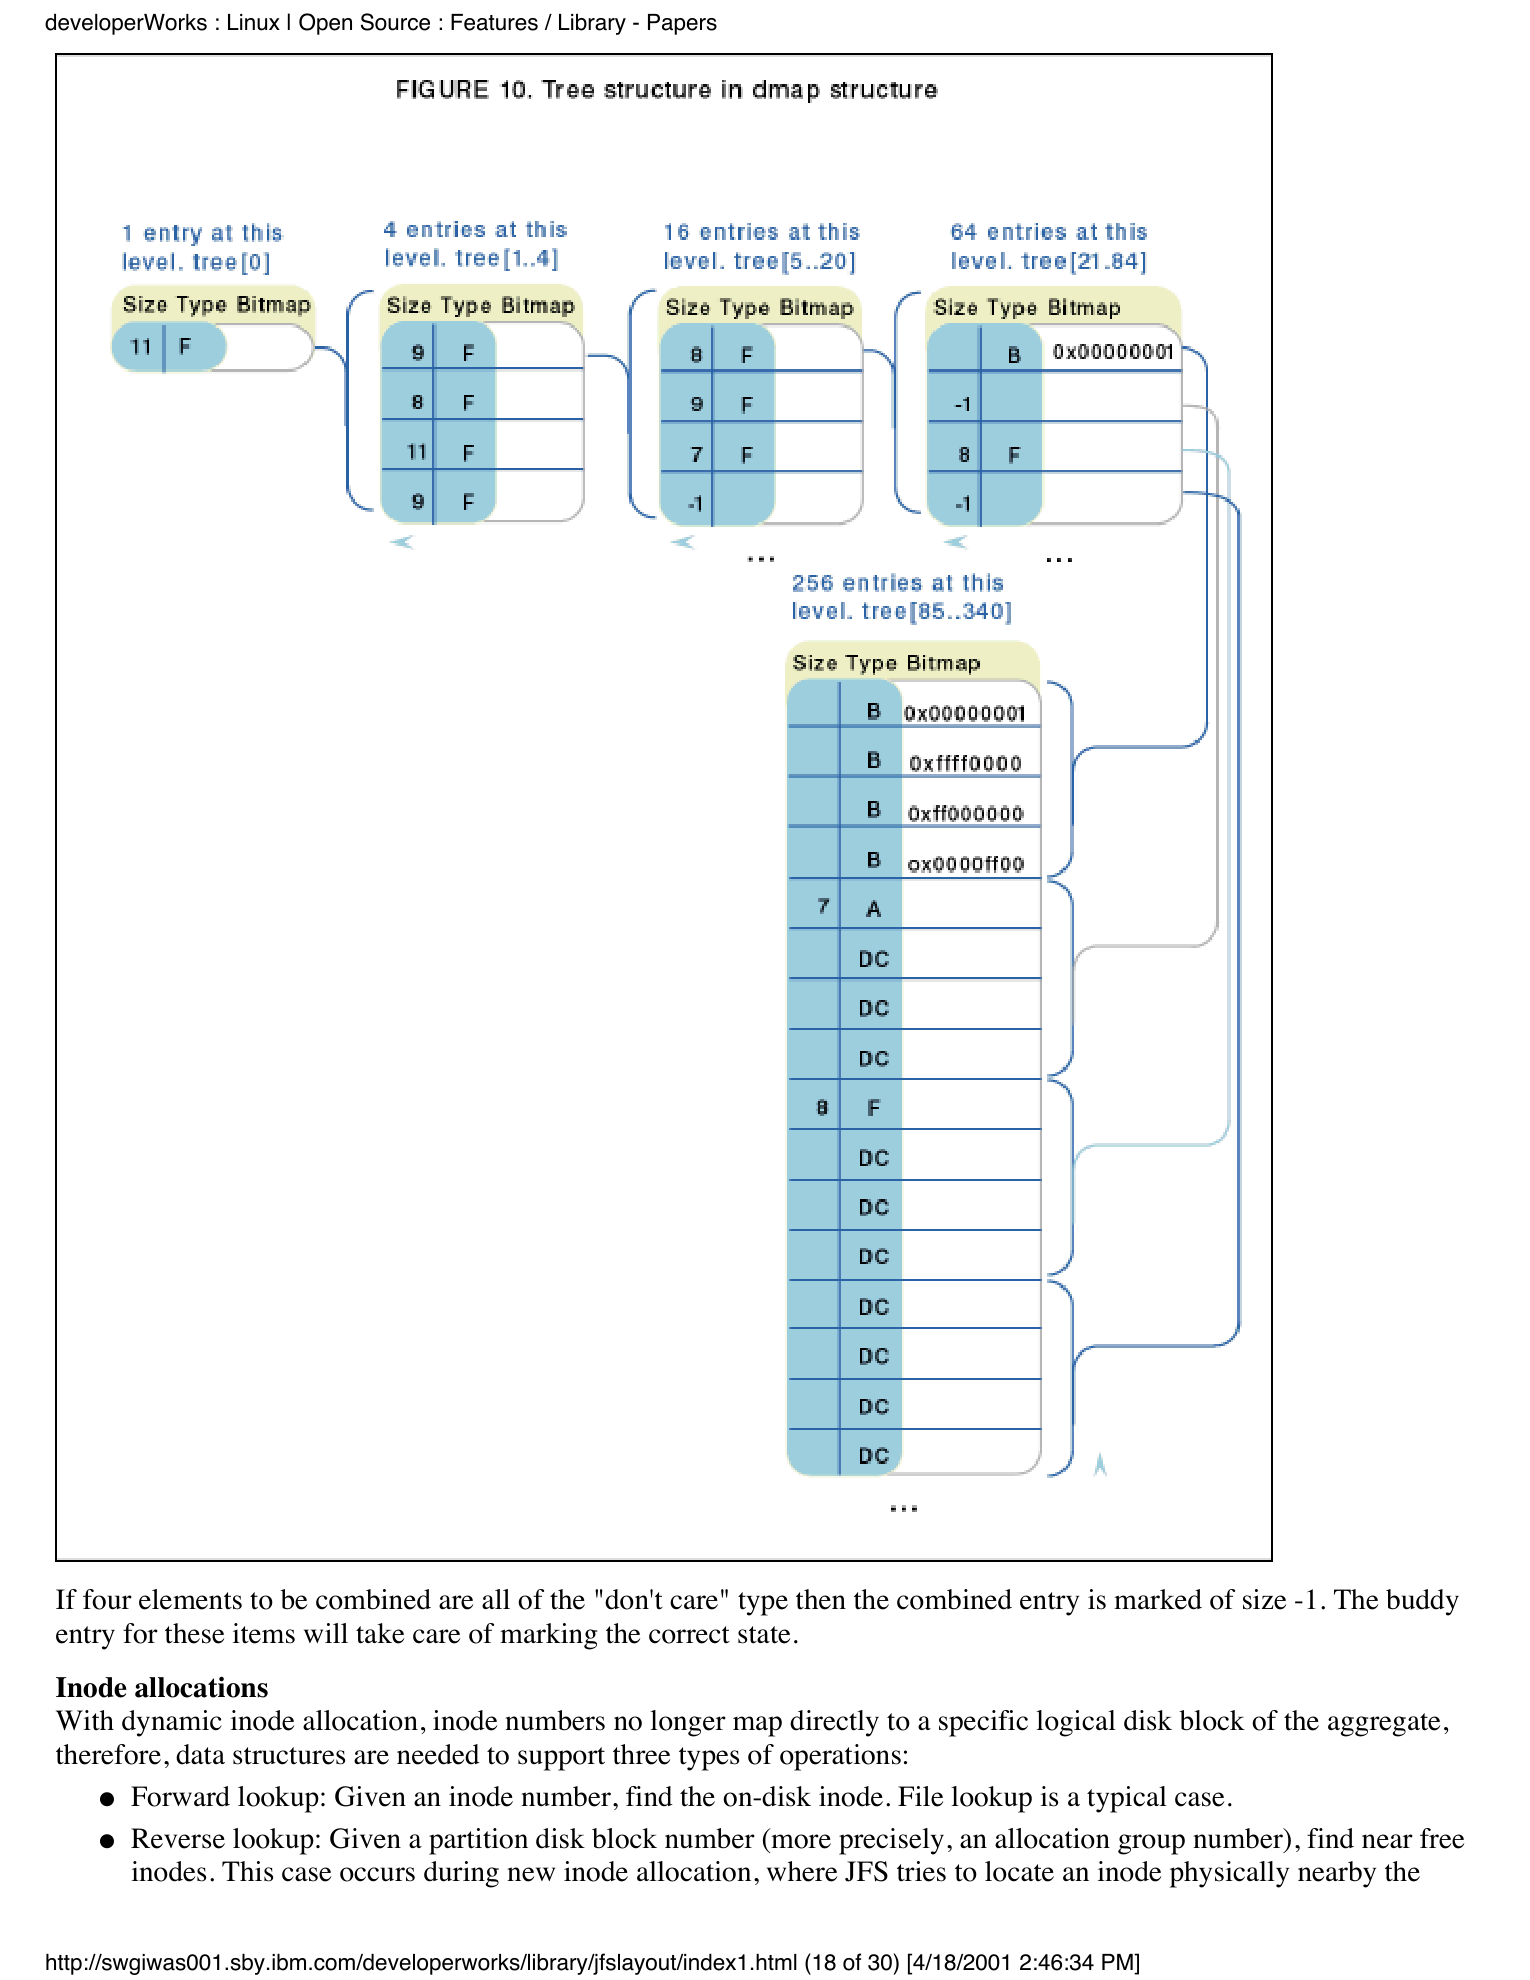 developerWorks : Linux | Open Source : Features / Library - Papers
FIGURE 10. Tree structure in dmap structure
1 entry at this
level. tree[0]
Size Type Bitmap
11 F
4 entries at this
level. tree[1..4]
Size Type Bitmap
9 F
8 F
11 F
9 F
16 entries at this
level. tree[5..20]
Size Type Bitmap
8 F
9 F
7 F
-1
...
64 entries at this
level. tree[21.84]
Size Type Bitmap
B 0x00000001
-1
8 F
-1
...
256 entries at this
level. tree[85..340]
Size Type Bitmap
B 0x00000001
B 0xffff0000
B 0xff000000
B ox0000ff00
7 A
DC
DC
DC
8 F
DC
DC
DC
DC
DC
DC
DC
...
If four elements to be combined are all of the "don't care" type then the combined entry is marked of size -1. The buddy
entry for these items will take care of marking the correct state.
Inode allocations
With dynamic inode allocation, inode numbers no longer map directly to a specific logical disk block of the aggregate,
therefore, data structures are needed to support three types of operations:
● Forward lookup: Given an inode number, find the on-disk inode. File lookup is a typical case.
● Reverse lookup: Given a partition disk block number (more precisely, an allocation group number), find near free
inodes. This case occurs during new inode allocation, where JFS tries to locate an inode physically nearby the
http://swgiwas001.sby.ibm.com/developerworks/library/jfslayout/index1.html (18 of 30) [4/18/2001 2:46:34 PM]